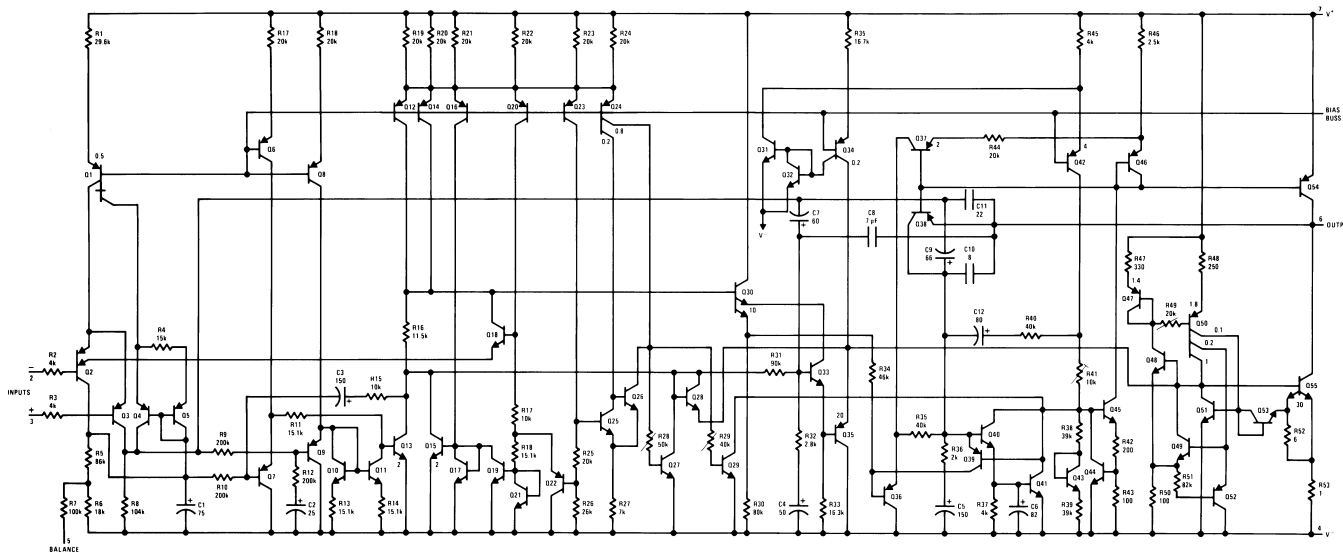 7 V+
R1
29.6k
R17
20k
R18
20k
R19
20k
R20
20k
R21
20k
R22
20k
R23
20k
R24
20k
R35
16.7k
R45
4k
R46
2.5k
Q12
Q14
Q16
Q20
Q23
Q24
0.8
0.2
BIAS
BUSS
Q6
0.5
Q1
Q8
Q31
Q32
Q34
0.2
Q37
2
R44
20k
4
Q42
Q46
Q54
C7
60
C8
7 pF
Q38
C11
22
6
OUTP
V-
C9
66
C10
8
R47
330
R48
250
1.4
Q47
R49
20k
1.8
Q50
0.1
0.2
1
Q30
10
R16
11.5k
Q18
C12
80
R40
40k
R4
15k
R2
4k
2
Q2
INPUTS
R3
4k
3
Q3
Q4
Q5
C3
150
R15
10k
R31
90k
Q33
R34
46k
R41
10k
Q48
Q55
30
Q26
Q28
Q25
R17
10k
R11
15.1k
R9
200k
R5
86k
R10
200k
Q7
Q9
R12
200k
Q10
Q11
Q13
2
Q15
2
Q17
Q19
R18
15.1k
Q21
Q22
R25
20k
R28
50k
R29
40k
Q27
Q29
R32
2.8k
20
Q35
R35
40k
Q40
R36
2k
Q39
Q36
R38
39k
Q45
R42
200
Q43
Q44
Q41
Q51
Q53
R52
6
Q49
R51
82k
Q52
R7
100k
R6
18k
R8
104k
C1
75
C2
25
R13
15.1k
R14
15.1k
R26
26k
R27
7k
R30
80k
C4
50
R33
16.3k
C5
150
R37
4k
C6
82
R39
39k
R43
100
R50
100
R53
1
4
V-
5
BALANCE